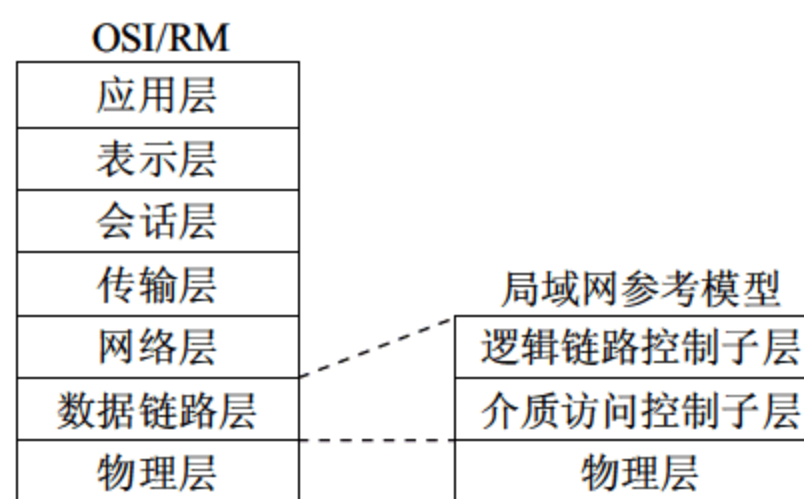 OSI/RM
应用层
表示层
会话层
传输层
网络层
数据链路层
物理层
局域网参考模型
逻辑链路控制子层
介质访问控制子层
物理层